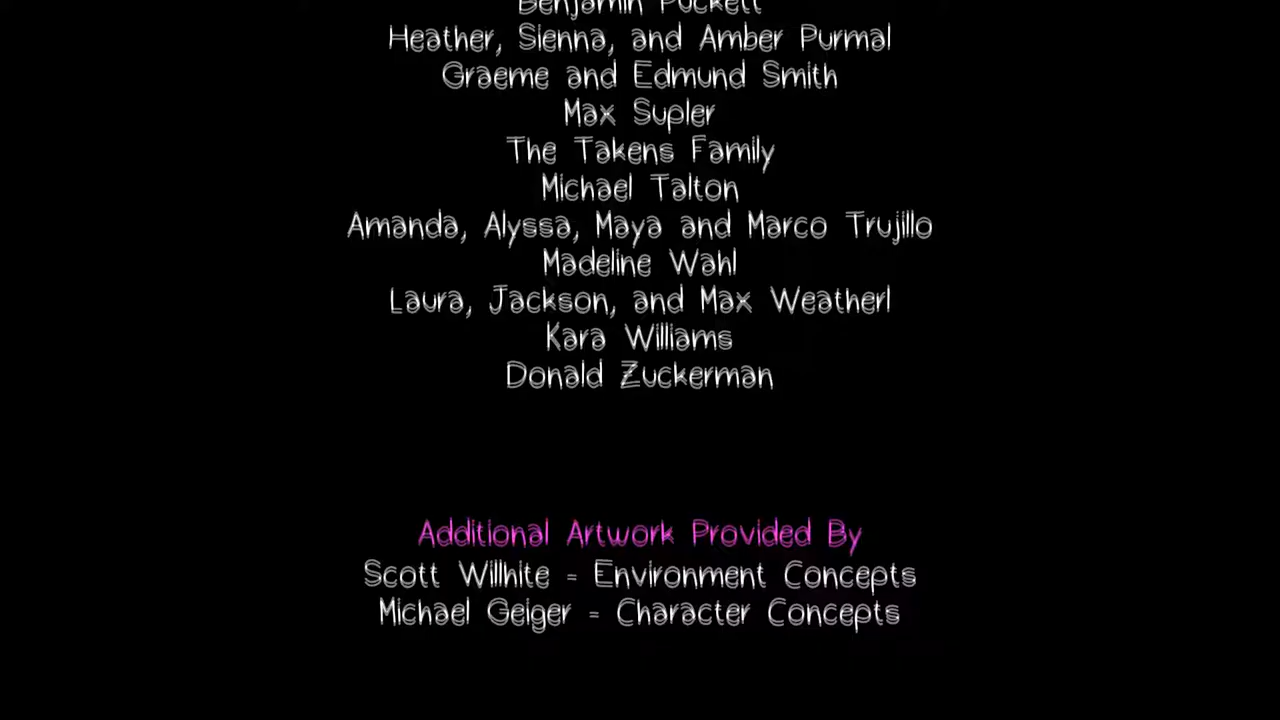 Benjamin Puckett
Heather, Sienna, and Amber Purmal
Graeme and Edmund Smith
Max Supler
The Takens Family
Michael Talton
Amanda, Alyssa, Maya and Marco Trujillo
Madeline Wahl
Laura, Jackson, and Max Weatherl
Kara Williams
Donald Zuckerman
Additional Artwork Provided By
Scott Willhite = Environment Concepts
Michael Geiger = Character Concepts